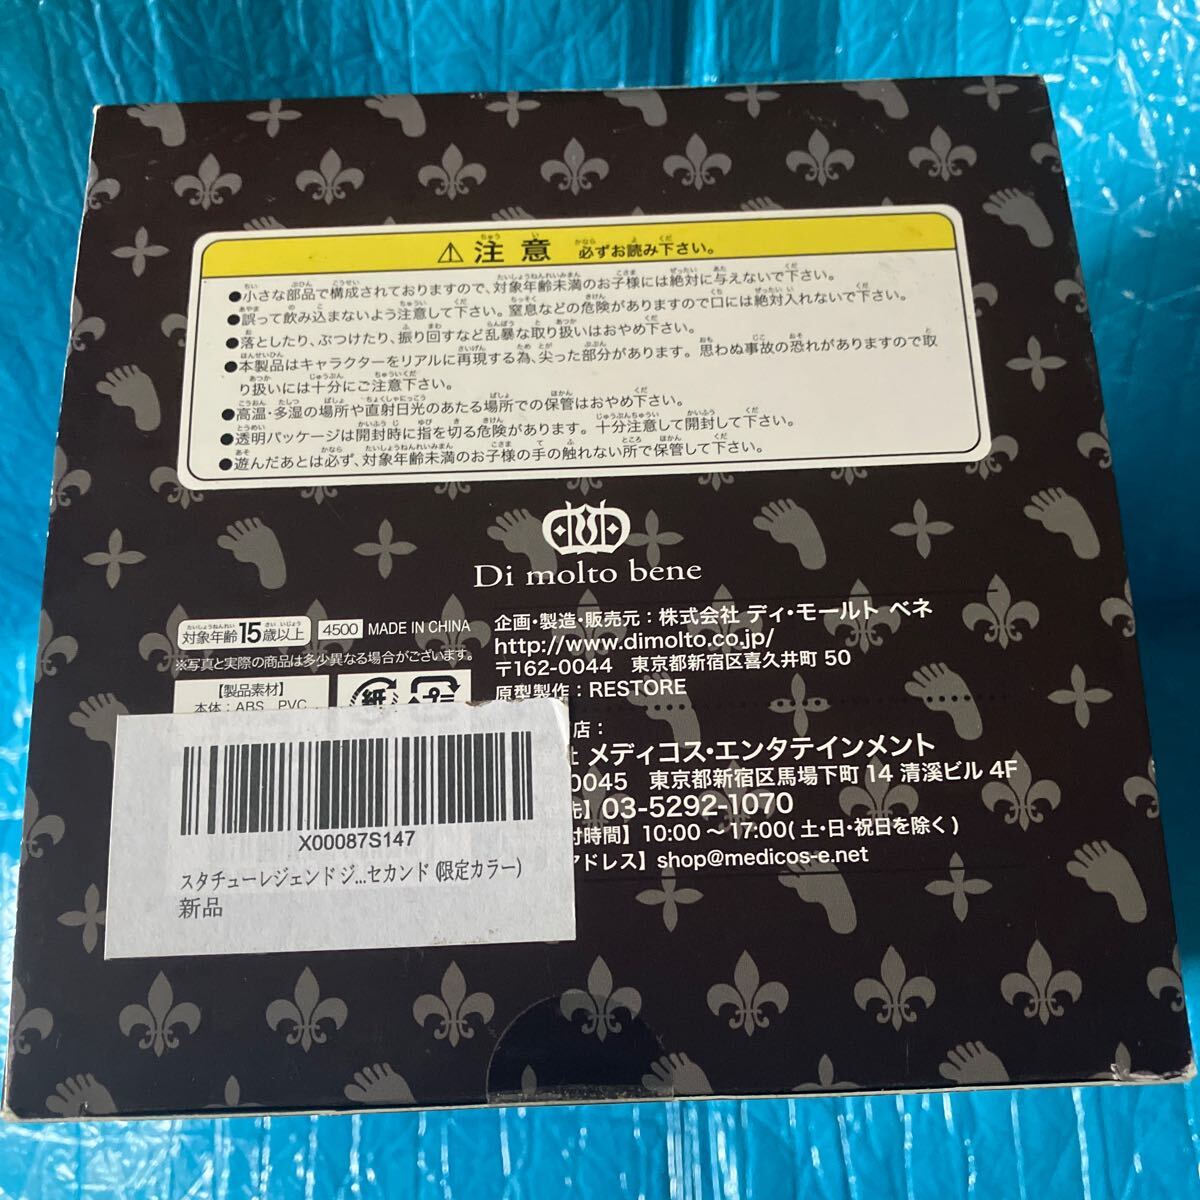 ⚠注意 必ずお読み下さい。
●小さな部品で構成されておりますので、対象年齢未満のお子様には絶対に与えないで下さい。
●誤って飲み込まないよう注意して下さい。窒息などの危険がありますので口には絶対入れないで下さい。
●落としたり、ぶつけたり、振り回すなど乱暴な取り扱いはおやめ下さい。
●本製品はキャラクターをリアルに再現する為、尖った部分があります。思わぬ事故の恐れがありますので取
り扱いには十分にご注意下さい。
●高温・多湿の場所や直射日光のあたる場所での保管はおやめ下さい。
●透明パッケージは開封時に指を切る危険があります。十分注意して開封して下さい。
●遊んだあとは必ず、対象年齢未満のお子様の手の触れない所で保管して下さい。
Di molto bene
対象年齢15歳以上 4500 MADE IN CHINA
※写真と実際の商品は多少異なる場合がございます。
【製品素材】
本体：ABS PVC
紙 プラ
企画・製造・販売元：株式会社 ディ・モールト ベネ
http://www.dimolto.co.jp/
〒162-0044 東京都新宿区喜久井町 50
原型製作：RESTORE
店：
社 メディコス・エンタテインメント
0045 東京都新宿区馬場下町 14 清溪ビル 4F
先】03-5292-1070
付時間】10:00～17:00(土・日・祝日を除く)
アドレス】shop@medicos-e.net
X00087S147
スタチューレジェンド ジ...セカンド (限定カラー)
新品